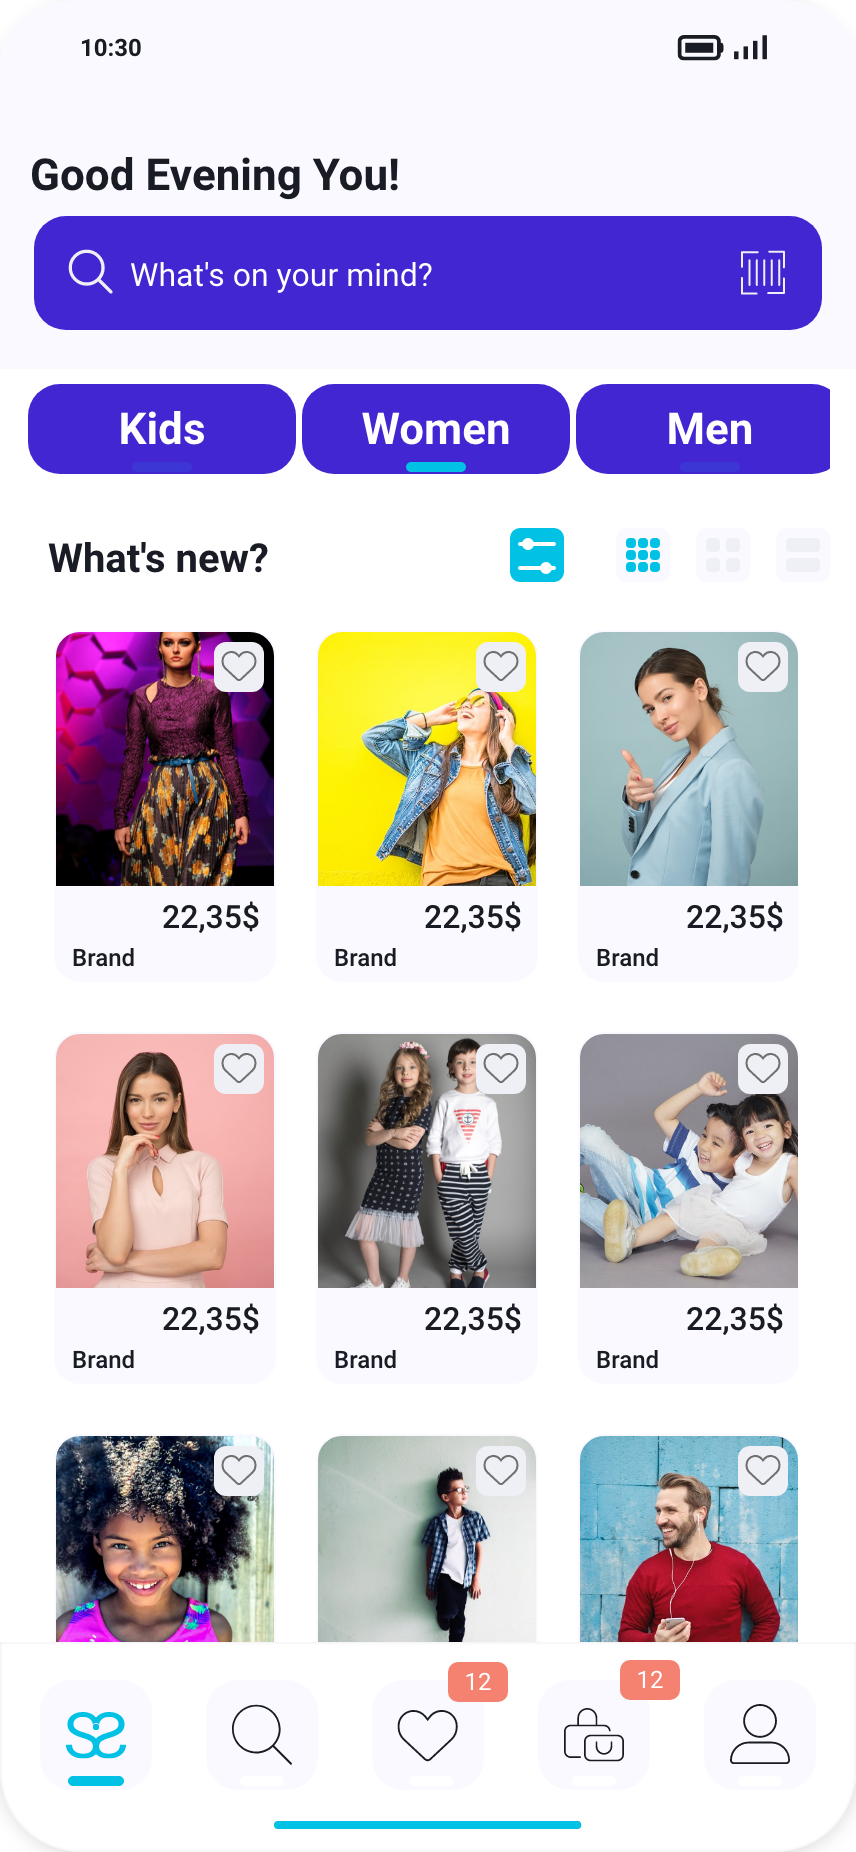 10:30
Good Evening You!
What's on your mind?
Kids
Women
Men
What's new?
22,35$
Brand
22,35$
Brand
22,35$
Brand
22,35$
Brand
22,35$
Brand
22,35$
Brand
12
12